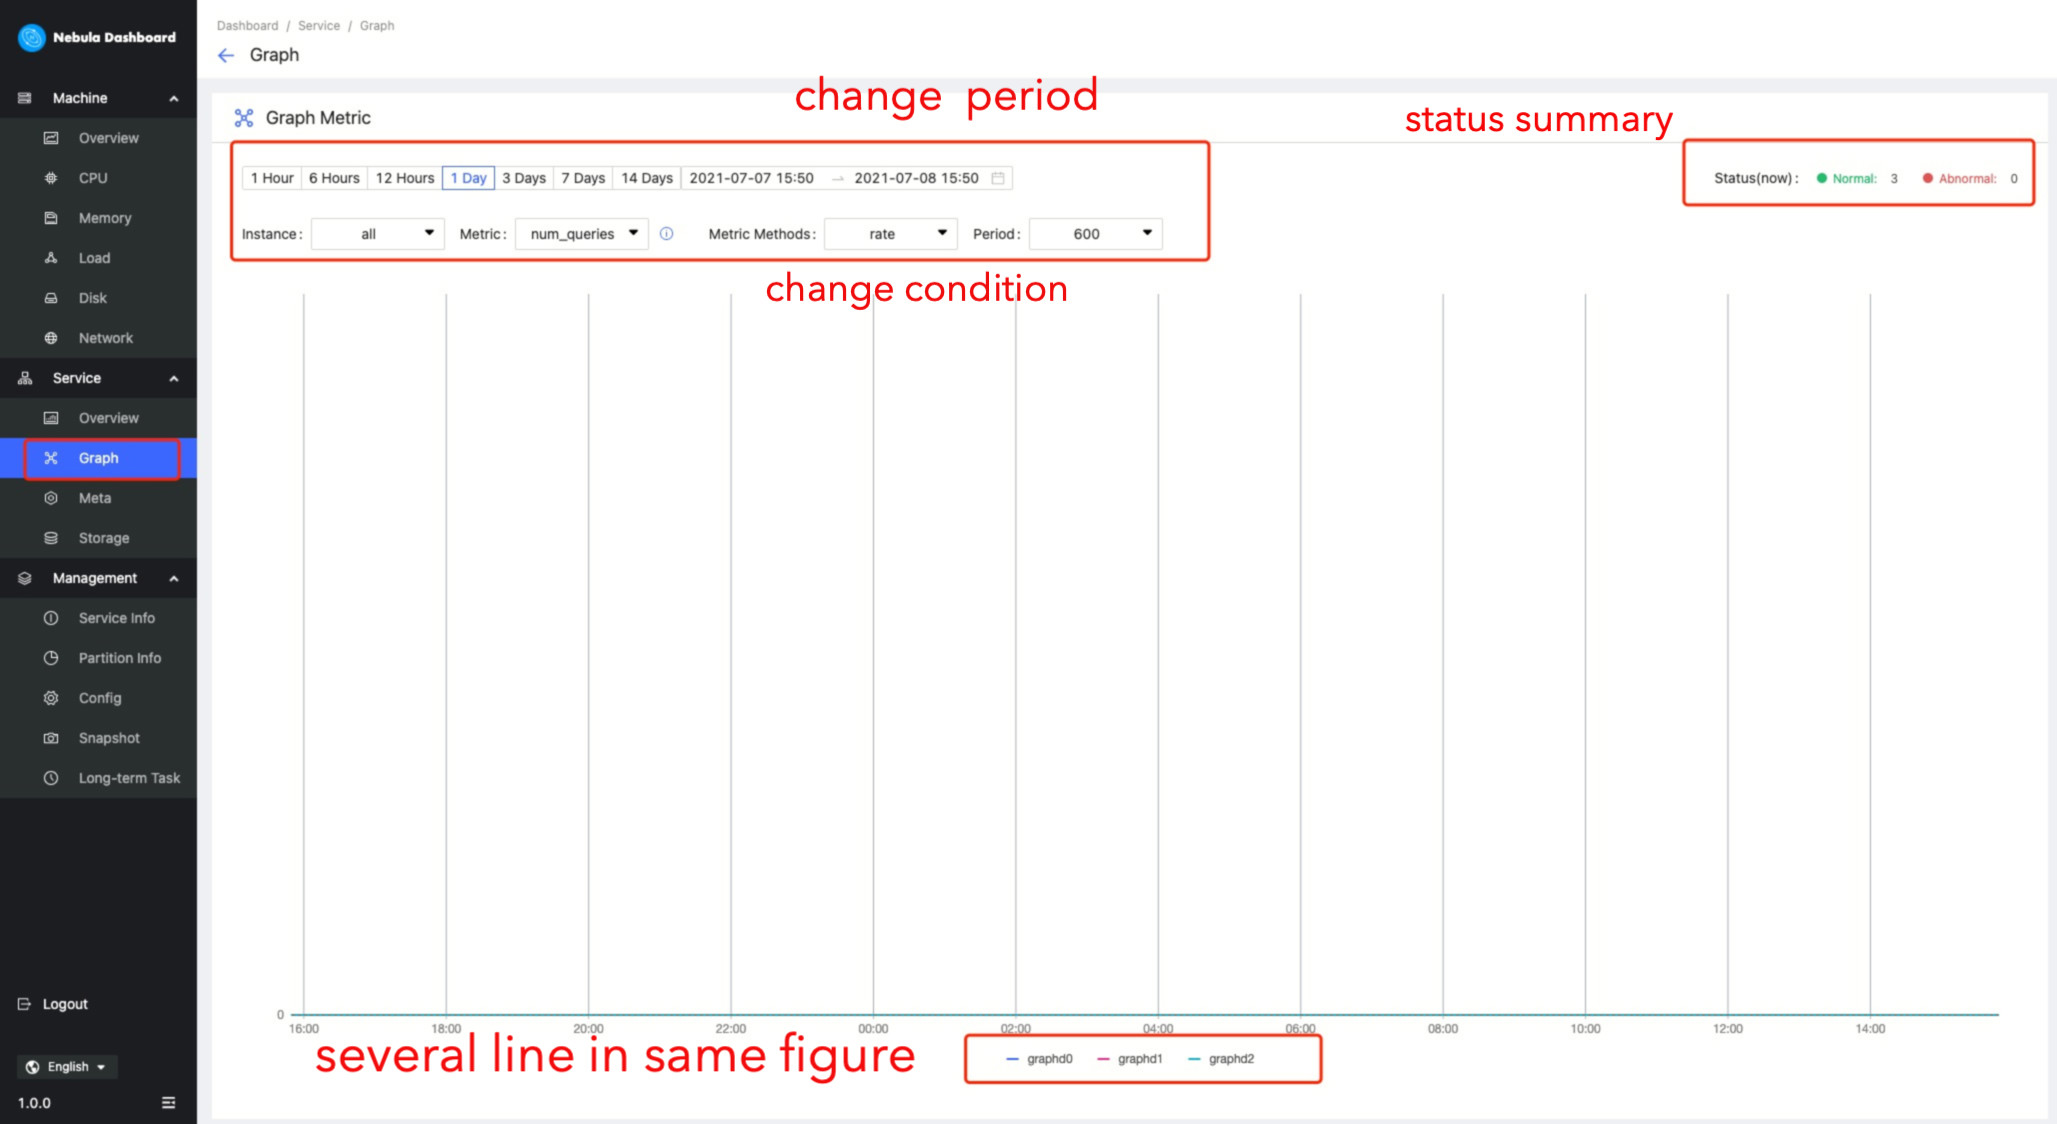 Nebula Dashboard
Machine
Overview
CPU
Memory
Load
Disk
Network
Service
Overview
Graph
Meta
Storage
Management
Service Info
Partition Info
Config
Snapshot
Long-term Task
Logout
English
1.0.0
Dashboard / Service / Graph
Graph
change period
status summary
Graph Metric
1 Hour 6 Hours 12 Hours 1 Day 3 Days 7 Days 14 Days 2021-07-07 15:50 → 2021-07-08 15:50
Status(now): Normal: 3 Abnormal: 0
Instance: all Metric: num_queries Metric Methods: rate Period: 600
change condition
0
16:00 18:00 20:00 22:00 00:00 02:00 04:00 06:00 08:00 10:00 12:00 14:00
several line in same figure
graphd0 graphd1 graphd2